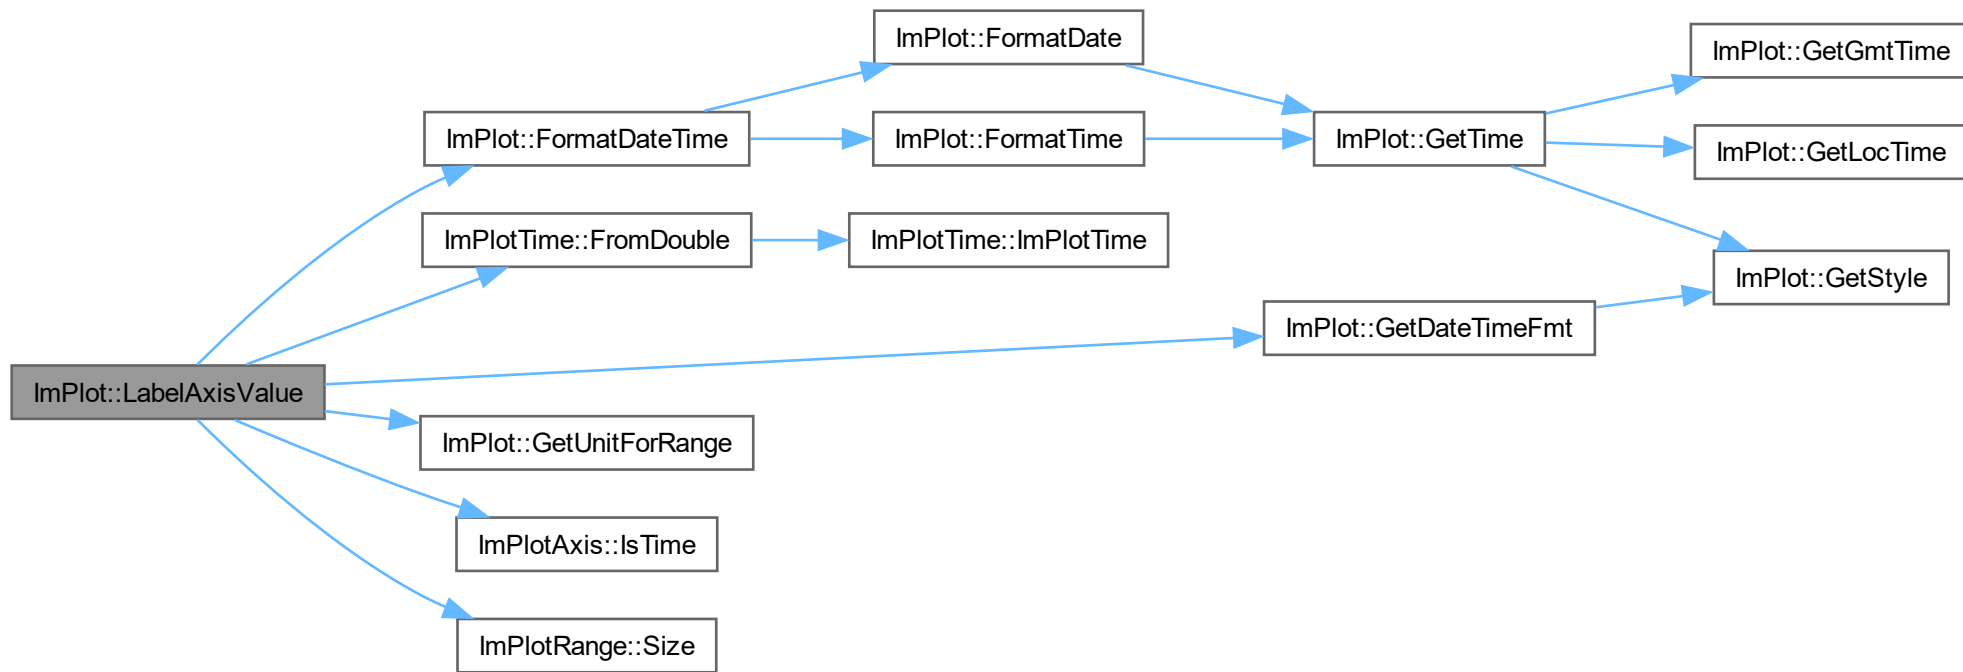 ImPlot::FormatDate
ImPlot::GetGmtTime
ImPlot::FormatDateTime
ImPlot::FormatTime
ImPlot::GetTime
ImPlot::GetLocTime
ImPlotTime::FromDouble
ImPlotTime::ImPlotTime
ImPlot::GetStyle
ImPlot::GetDateTimeFmt
ImPlot::LabelAxisValue
ImPlot::GetUnitForRange
ImPlotAxis::IsTime
ImPlotRange::Size